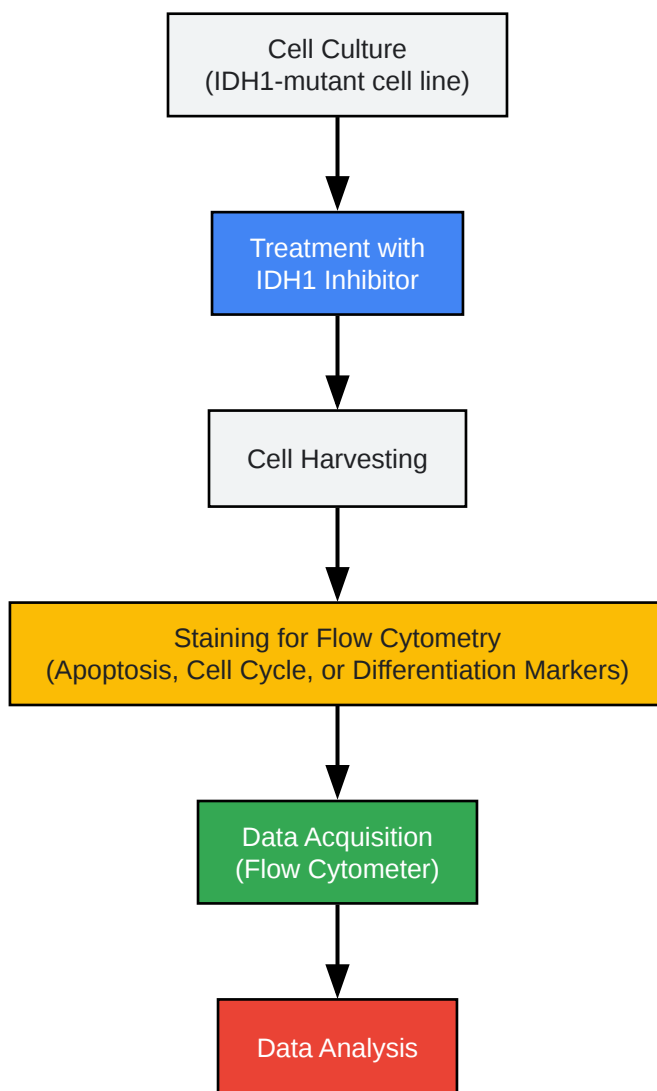 Cell Culture
(IDH1-mutant cell line)
Treatment with
IDH1 Inhibitor
Cell Harvesting
Staining for Flow Cytometry
(Apoptosis, Cell Cycle, or Differentiation Markers)
Data Acquisition
(Flow Cytometer)
Data Analysis